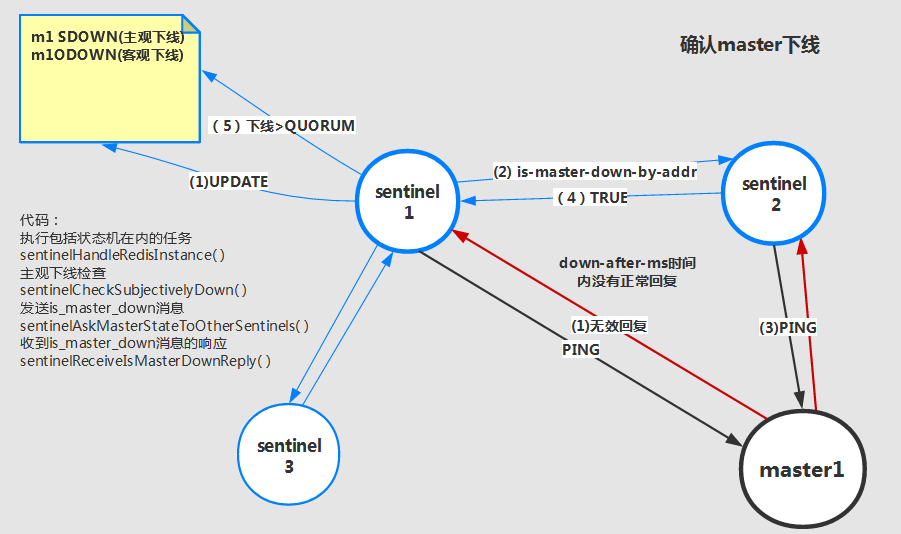 确认master下线
m1 SDOWN(主观下线)
m1ODOWN(客观下线)
（5）下线>QUORUM
(1)UPDATE
sentinel
1
(2) is-master-down-by-addr
（4）TRUE
sentinel
2
代码：
执行包括状态机在内的任务
sentinelHandleRedisInstance()
主观下线检查
sentinelCheckSubjectivelyDown()
发送is_master_down消息
sentinelAskMasterStateToOtherSentinels()
收到is_master_down消息的响应
sentinelReceiveIsMasterDownReply()
down-after-ms时间
内没有正常回复
(1)无效回复
PING
(3)PING
sentinel
3
master1